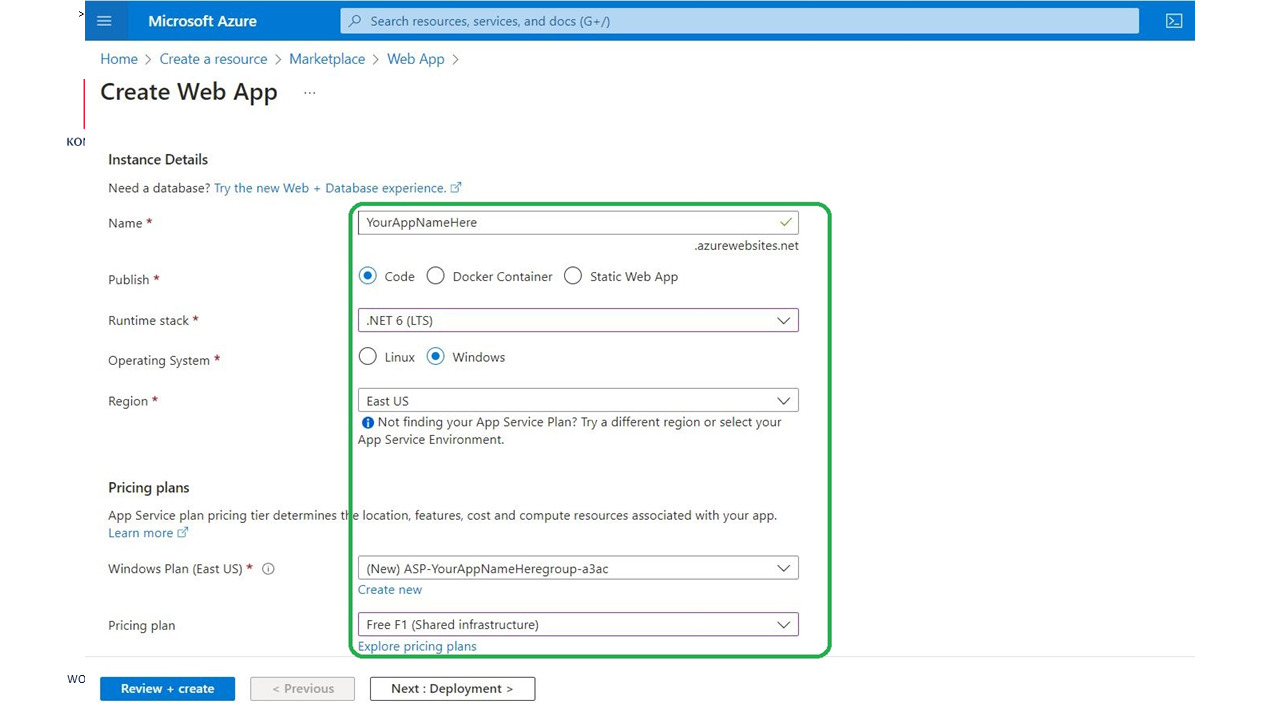 >
Microsoft Azure
Search resources, services, and docs (G+/)
Home > Create a resource > Marketplace > Web App >
Create Web App ...
KO
Instance Details
Need a database? Try the new Web + Database experience.
Name *
YourAppNameHere
.azurewebsites.net
Publish *
Code Docker Container Static Web App
Runtime stack *
.NET 6 (LTS)
Operating System *
Linux Windows
Region *
East US
Not finding your App Service Plan? Try a different region or select your
App Service Environment.
Pricing plans
App Service plan pricing tier determines the location, features, cost and compute resources associated with your app.
Learn more
Windows Plan (East US) *
(New) ASP-YourAppNameHeregroup-a3ac
Create new
Pricing plan
Free F1 (Shared infrastructure)
Explore pricing plans
WO
Review + create
< Previous
Next : Deployment >